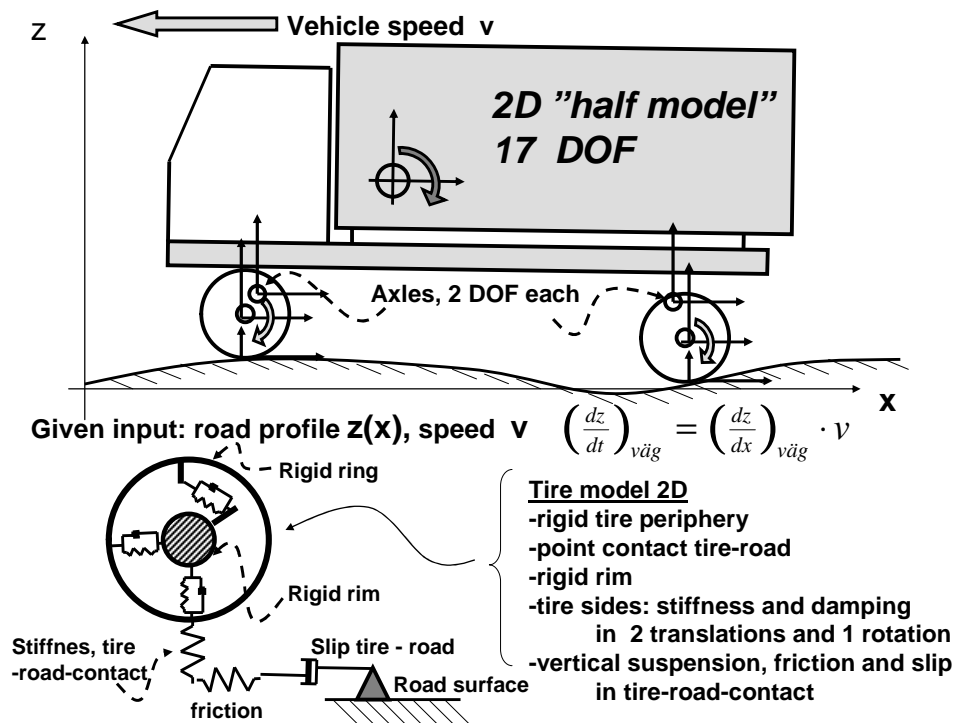 z
Vehicle speed v
2D ”half model”
17 DOF
Axles, 2 DOF each
x
Given input: road profile z(x), speed v (dz/dt)väg = (dz/dx)väg · v
Rigid ring
Rigid rim
Stiffnes, tire
-road-contact
Slip tire - road
Road surface
friction
Tire model 2D
-rigid tire periphery
-point contact tire-road
-rigid rim
-tire sides: stiffness and damping
in 2 translations and 1 rotation
-vertical suspension, friction and slip
in tire-road-contact